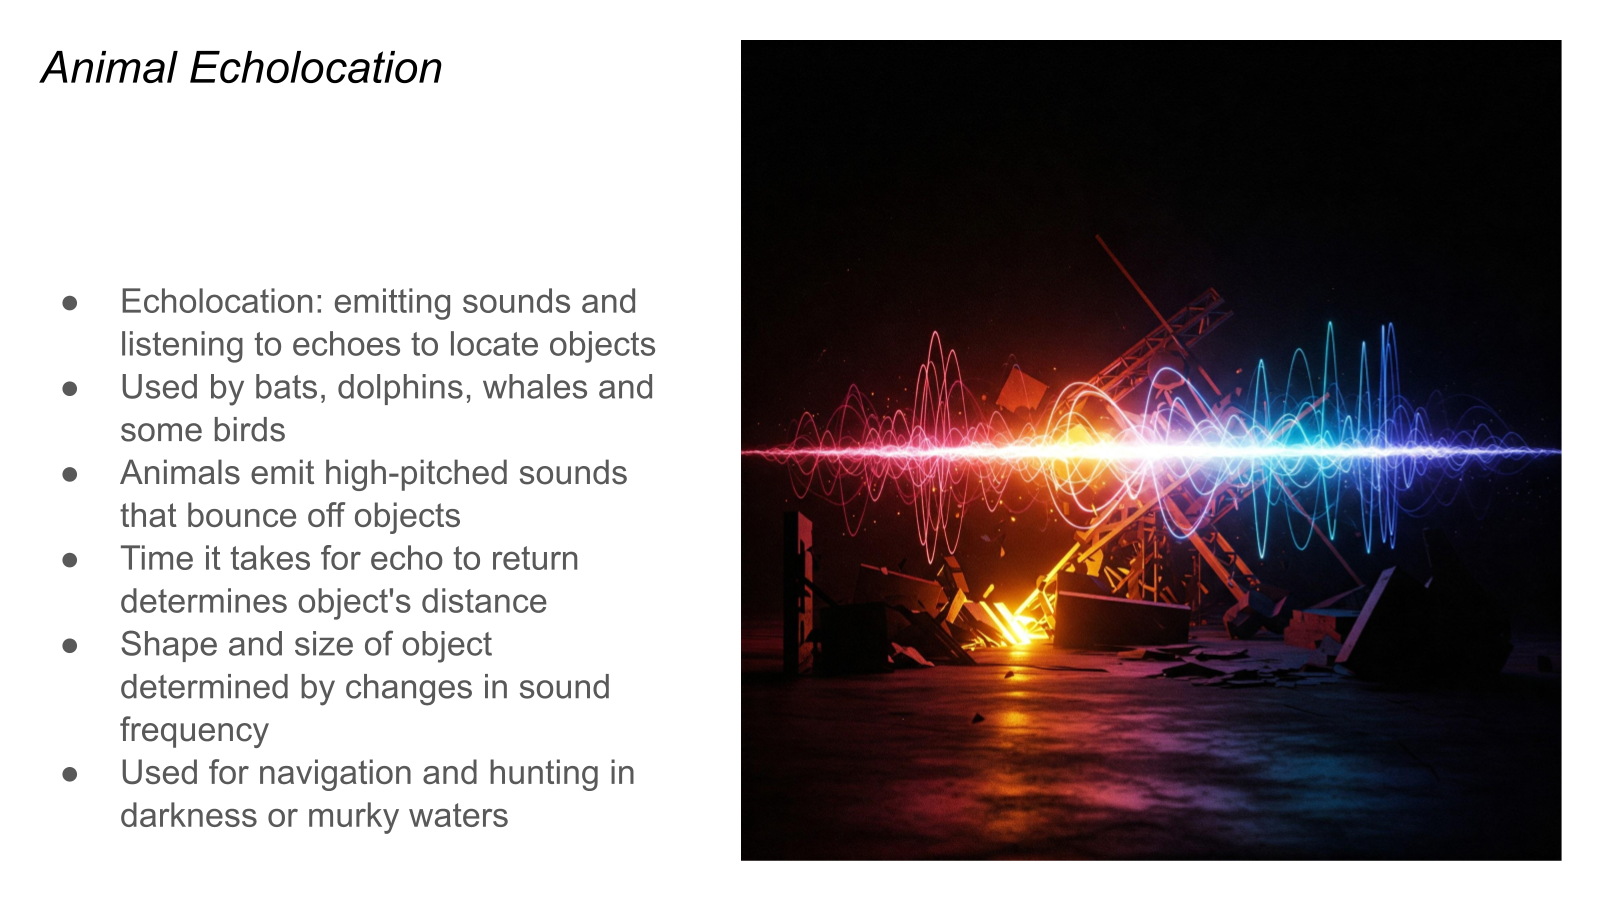 Animal Echolocation
● Echolocation: emitting sounds and
listening to echoes to locate objects
● Used by bats, dolphins, whales and
some birds
● Animals emit high-pitched sounds
that bounce off objects
● Time it takes for echo to return
determines object's distance
● Shape and size of object
determined by changes in sound
frequency
● Used for navigation and hunting in
darkness or murky waters